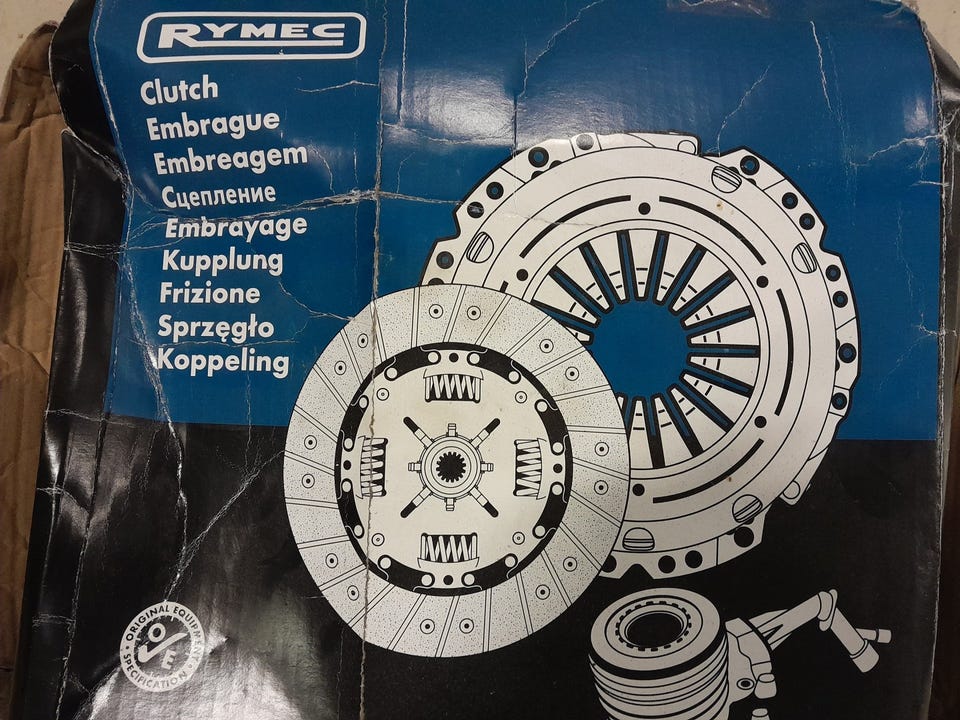 RYMEC
Clutch
Embrague
Embreagem
Сцепление
Embrayage
Kupplung
Frizione
Sprzęgło
Koppeling
ORIGINAL EQUIPMENT
OE
SPECIFICATION